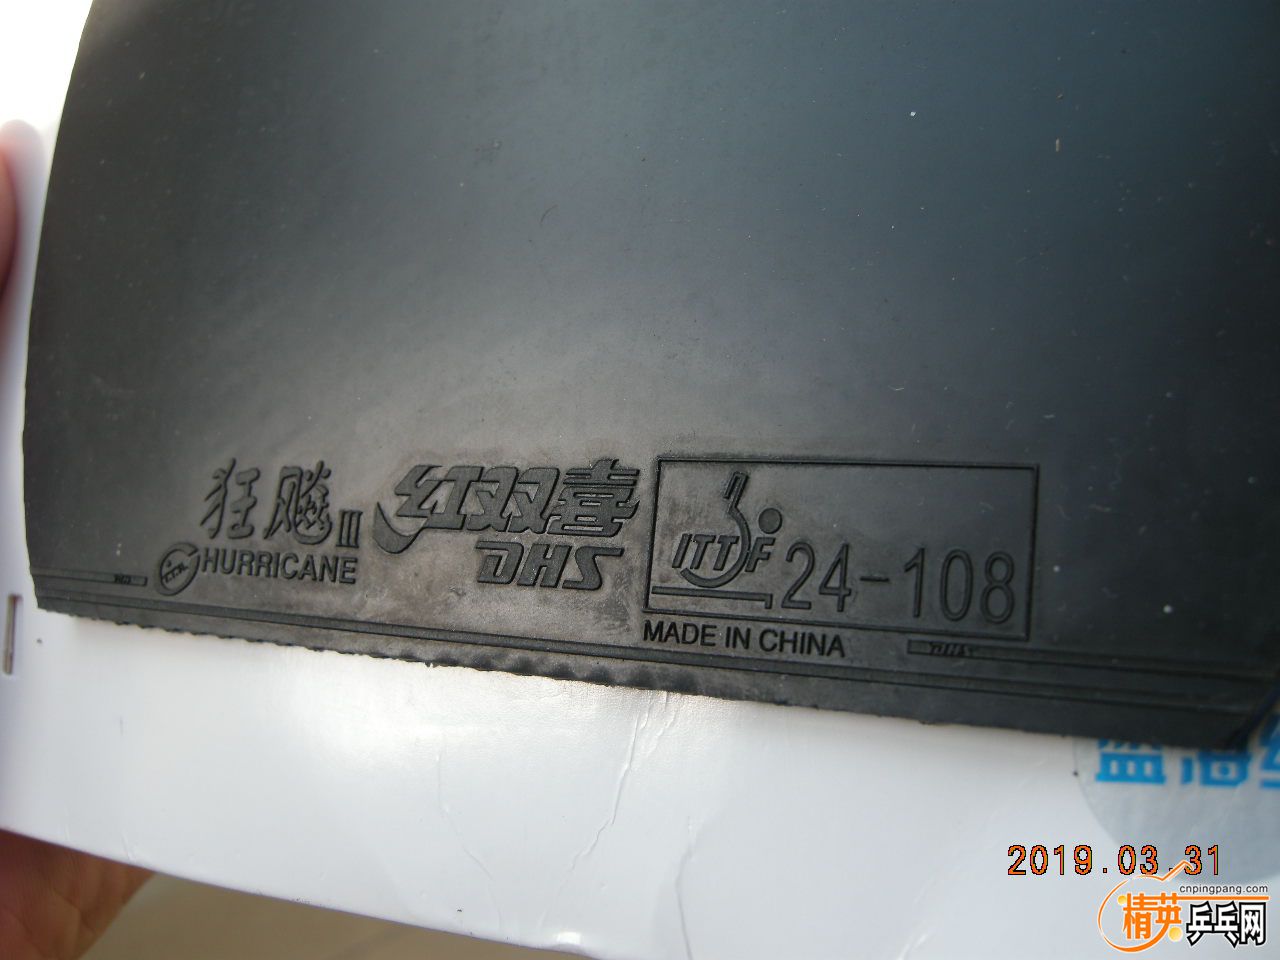 狂飚III
HURRICANE
红双喜
DHS
ITTF 24-108
MADE IN CHINA
2019.03.31
cnpingpang.com
精英乒乓网